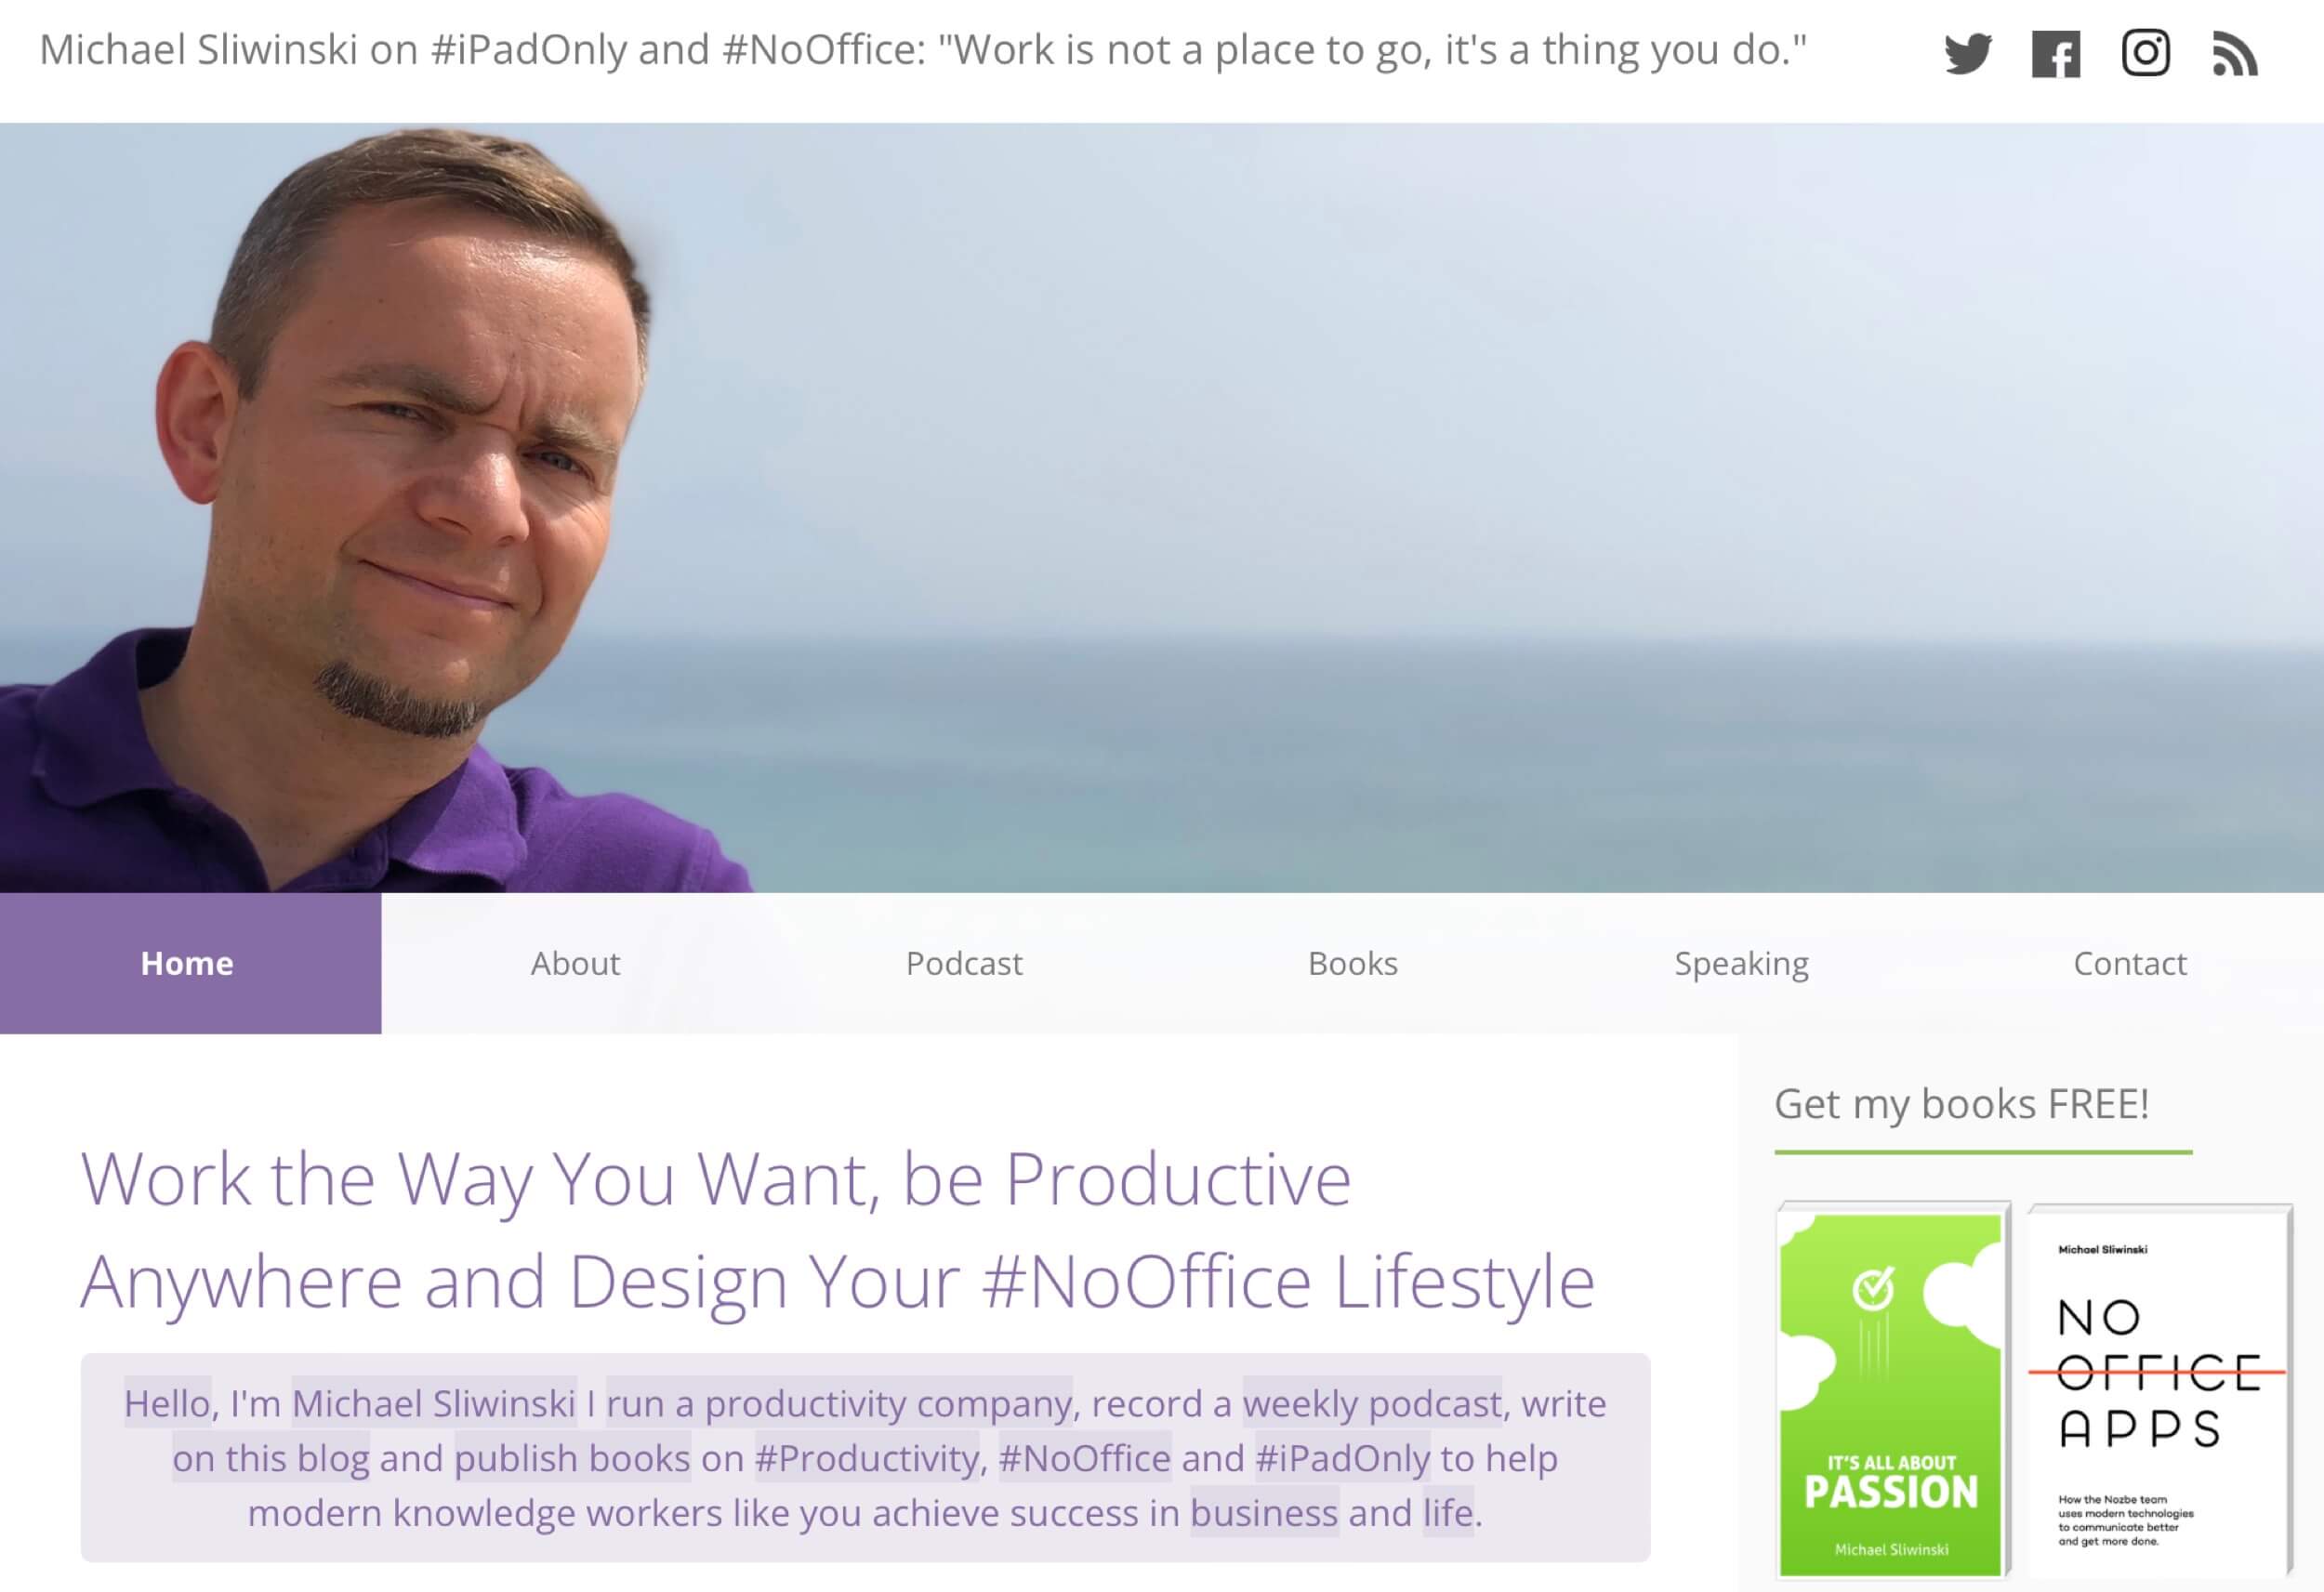 Michael Sliwinski on #iPadOnly and #NoOffice: "Work is not a place to go, it's a thing you do."
Home
About
Podcast
Books
Speaking
Contact
Work the Way You Want, be Productive
Anywhere and Design Your #NoOffice Lifestyle
Hello, I'm Michael Sliwinski I run a productivity company, record a weekly podcast, write
on this blog and publish books on #Productivity, #NoOffice and #iPadOnly to help
modern knowledge workers like you achieve success in business and life.
Get my books FREE!
IT'S ALL ABOUT
PASSION
Michael Sliwinski
Michael Sliwinski
NO
OFFICE
APPS
How the Nozbe team
uses modern technologies
to communicate better
and get more done.